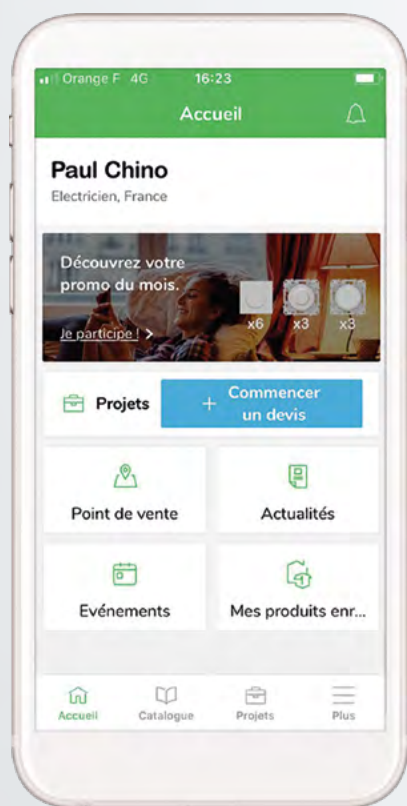 Orange F 4G 16:23
Accueil
Paul Chino
Electricien, France
Découvrez votre
promo du mois.
Je participe ! >
x6 x3 x3
Projets
+ Commencer
un devis
Point de vente
Actualités
Evénements
Mes produits enr...
Accueil Catalogue Projets Plus